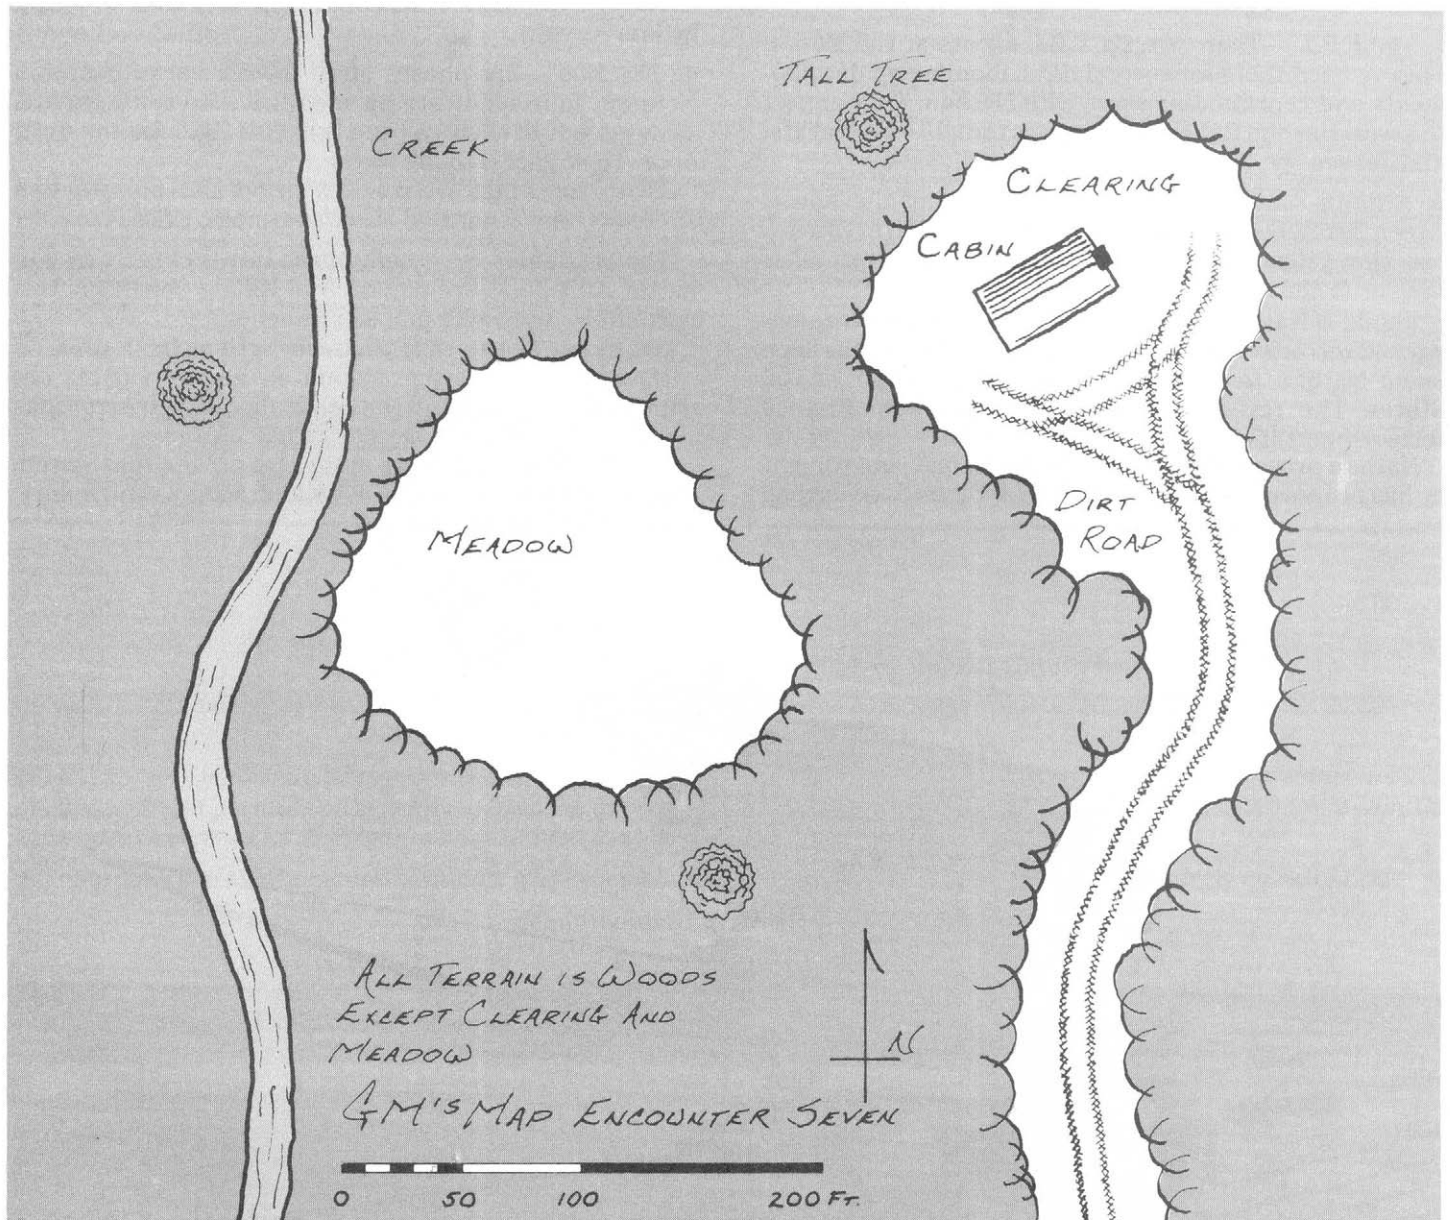 TALL TREE
CREEK
CLEARING
CABIN
MEADOW
DIRT
ROAD
ALL TERRAIN IS WOODS
EXCEPT CLEARING AND
MEADOW
N
GM'S MAP ENCOUNTER SEVEN
0 50 100 200 FT.